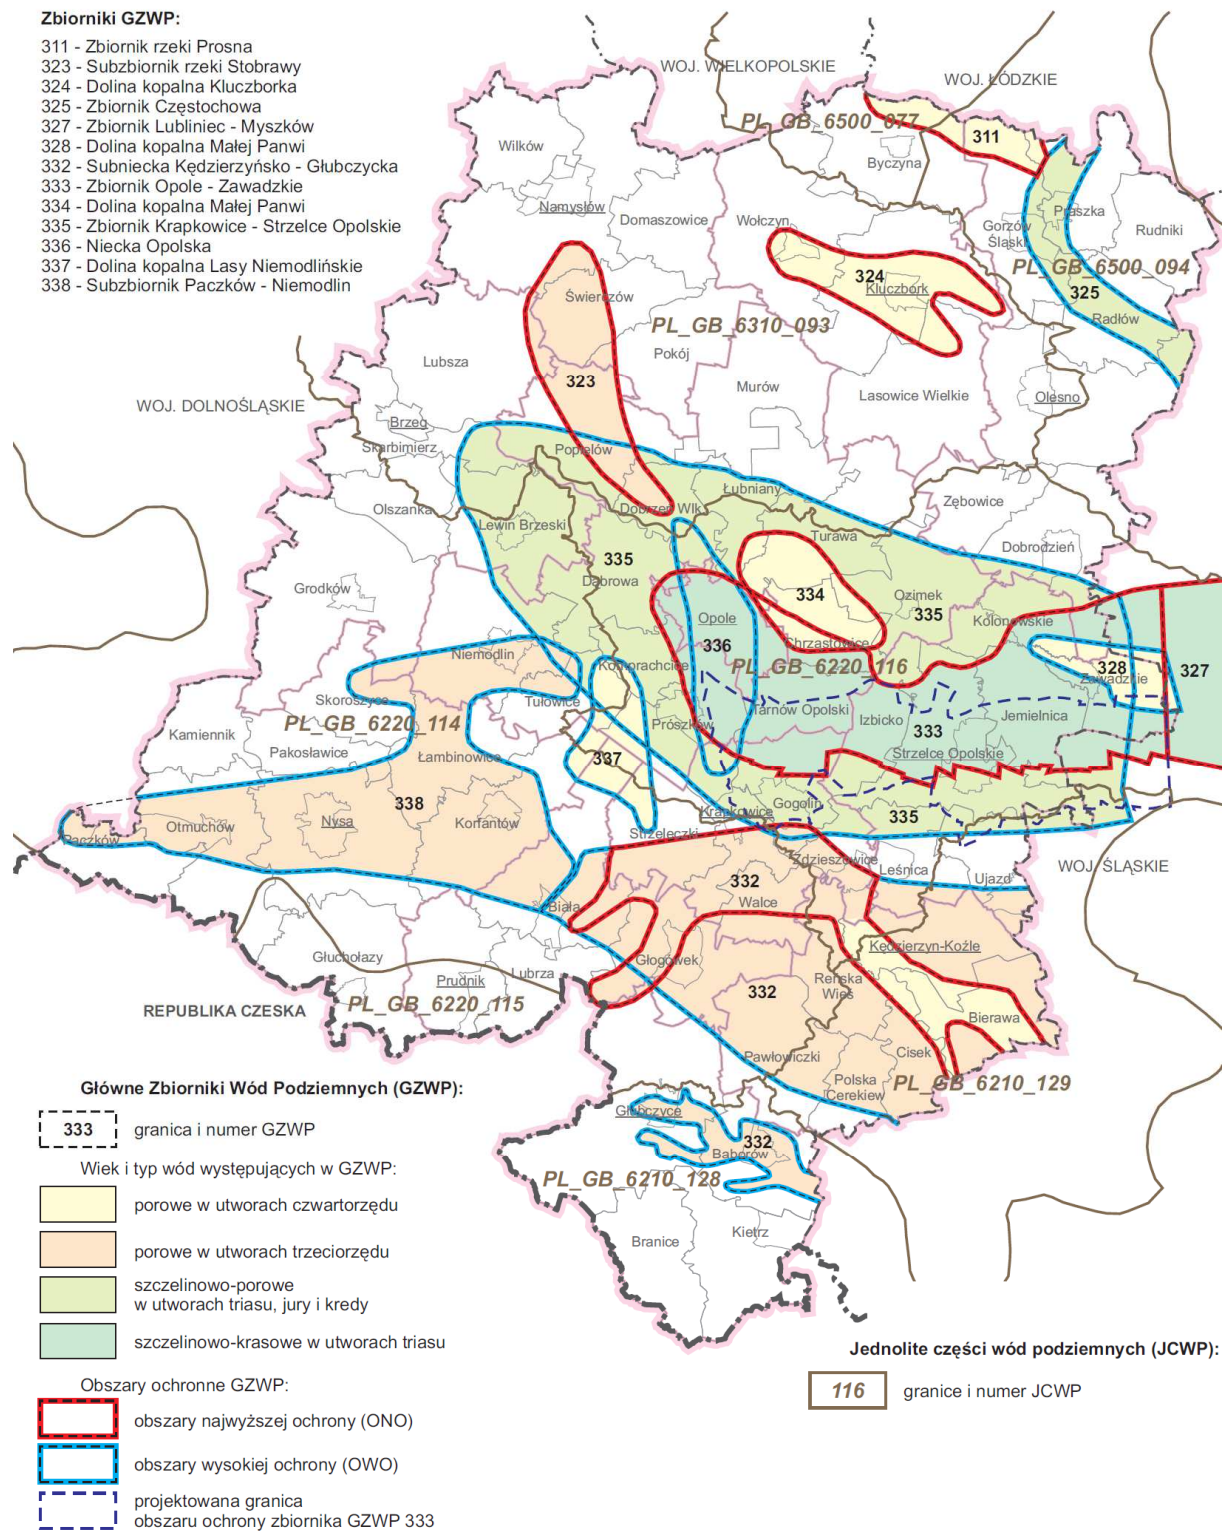 Zbiorniki GZWP:
311 - Zbiornik rzeki Prosna
323 - Subzbiornik rzeki Stobrawy
324 - Dolina kopalna Kluczborka
325 - Zbiornik Częstochowa
327 - Zbiornik Lubliniec - Myszków
328 - Dolina kopalna Małej Panwi
332 - Subniecka Kędzierzyńsko - Głubczycka
333 - Zbiornik Opole - Zawadzkie
334 - Dolina kopalna Małej Panwi
335 - Zbiornik Krapkowice - Strzelce Opolskie
336 - Niecka Opolska
337 - Dolina kopalna Lasy Niemodlińskie
338 - Subzbiornik Paczków - Niemodlin
WOJ. WIELKOPOLSKIE
WOJ. ŁÓDZKIE
PL_GB_6500_077
311
Wilków
Byczyna
Namysłów
Domaszowice
Wołczyn
Gorzów
Śląski
Praszka
Rudniki
PL_GB_6500_094
324
Kluczbork
325
Świerczów
PL_GB_6310_093
Radłów
Pokój
Lubsza
323
Murów
Lasowice Wielkie
Olesno
WOJ. DOLNOŚLĄSKIE
Brzeg
Skarbimierz
Popielów
Łubniany
Zębowice
Olszanka
Dobrzeń Wlk.
Lewin Brzeski
Turawa
Dobrodzień
335
Dąbrowa
Grodków
334
Ozimek
335
Opole
Kolonowskie
336
Chrząstowice
Niemodlin
Komprachcice
PL_GB_6220_116
328
327
Zawadzkie
Skoroszyce
Tułowice
Tarnów Opolski
PL_GB_6220_114
Prószków
Izbicko
Jemielnica
333
Kamiennik
Pakosławice
Łambinowice
337
Strzelce Opolskie
338
Gogolin
Krapkowice
335
Otmuchów
Nysa
Korfantów
Paczków
Strzeleczki
Zdzieszowice
Leśnica
WOJ. ŚLĄSKIE
332
Ujazd
Walce
Biała
Kędzierzyn-Koźle
Głuchołazy
Głogówek
Lubrza
Prudnik
Reńska
Wieś
332
REPUBLIKA CZESKA
PL_GB_6220_115
Bierawa
Cisek
Pawłowiczki
Polska
Cerekiew
PL_GB_6210_129
Głubczyce
332
Baborów
PL_GB_6210_128
Kietrz
Branice
Główne Zbiorniki Wód Podziemnych (GZWP):
333
granica i numer GZWP
Wiek i typ wód występujących w GZWP:
porowe w utworach czwartorzędu
porowe w utworach trzeciorzędu
szczelinowo-porowe
w utworach triasu, jury i kredy
szczelinowo-krasowe w utworach triasu
Obszary ochronne GZWP:
obszary najwyższej ochrony (ONO)
obszary wysokiej ochrony (OWO)
projektowana granica
obszaru ochrony zbiornika GZWP 333
Jednolite części wód podziemnych (JCWP):
116
granice i numer JCWP